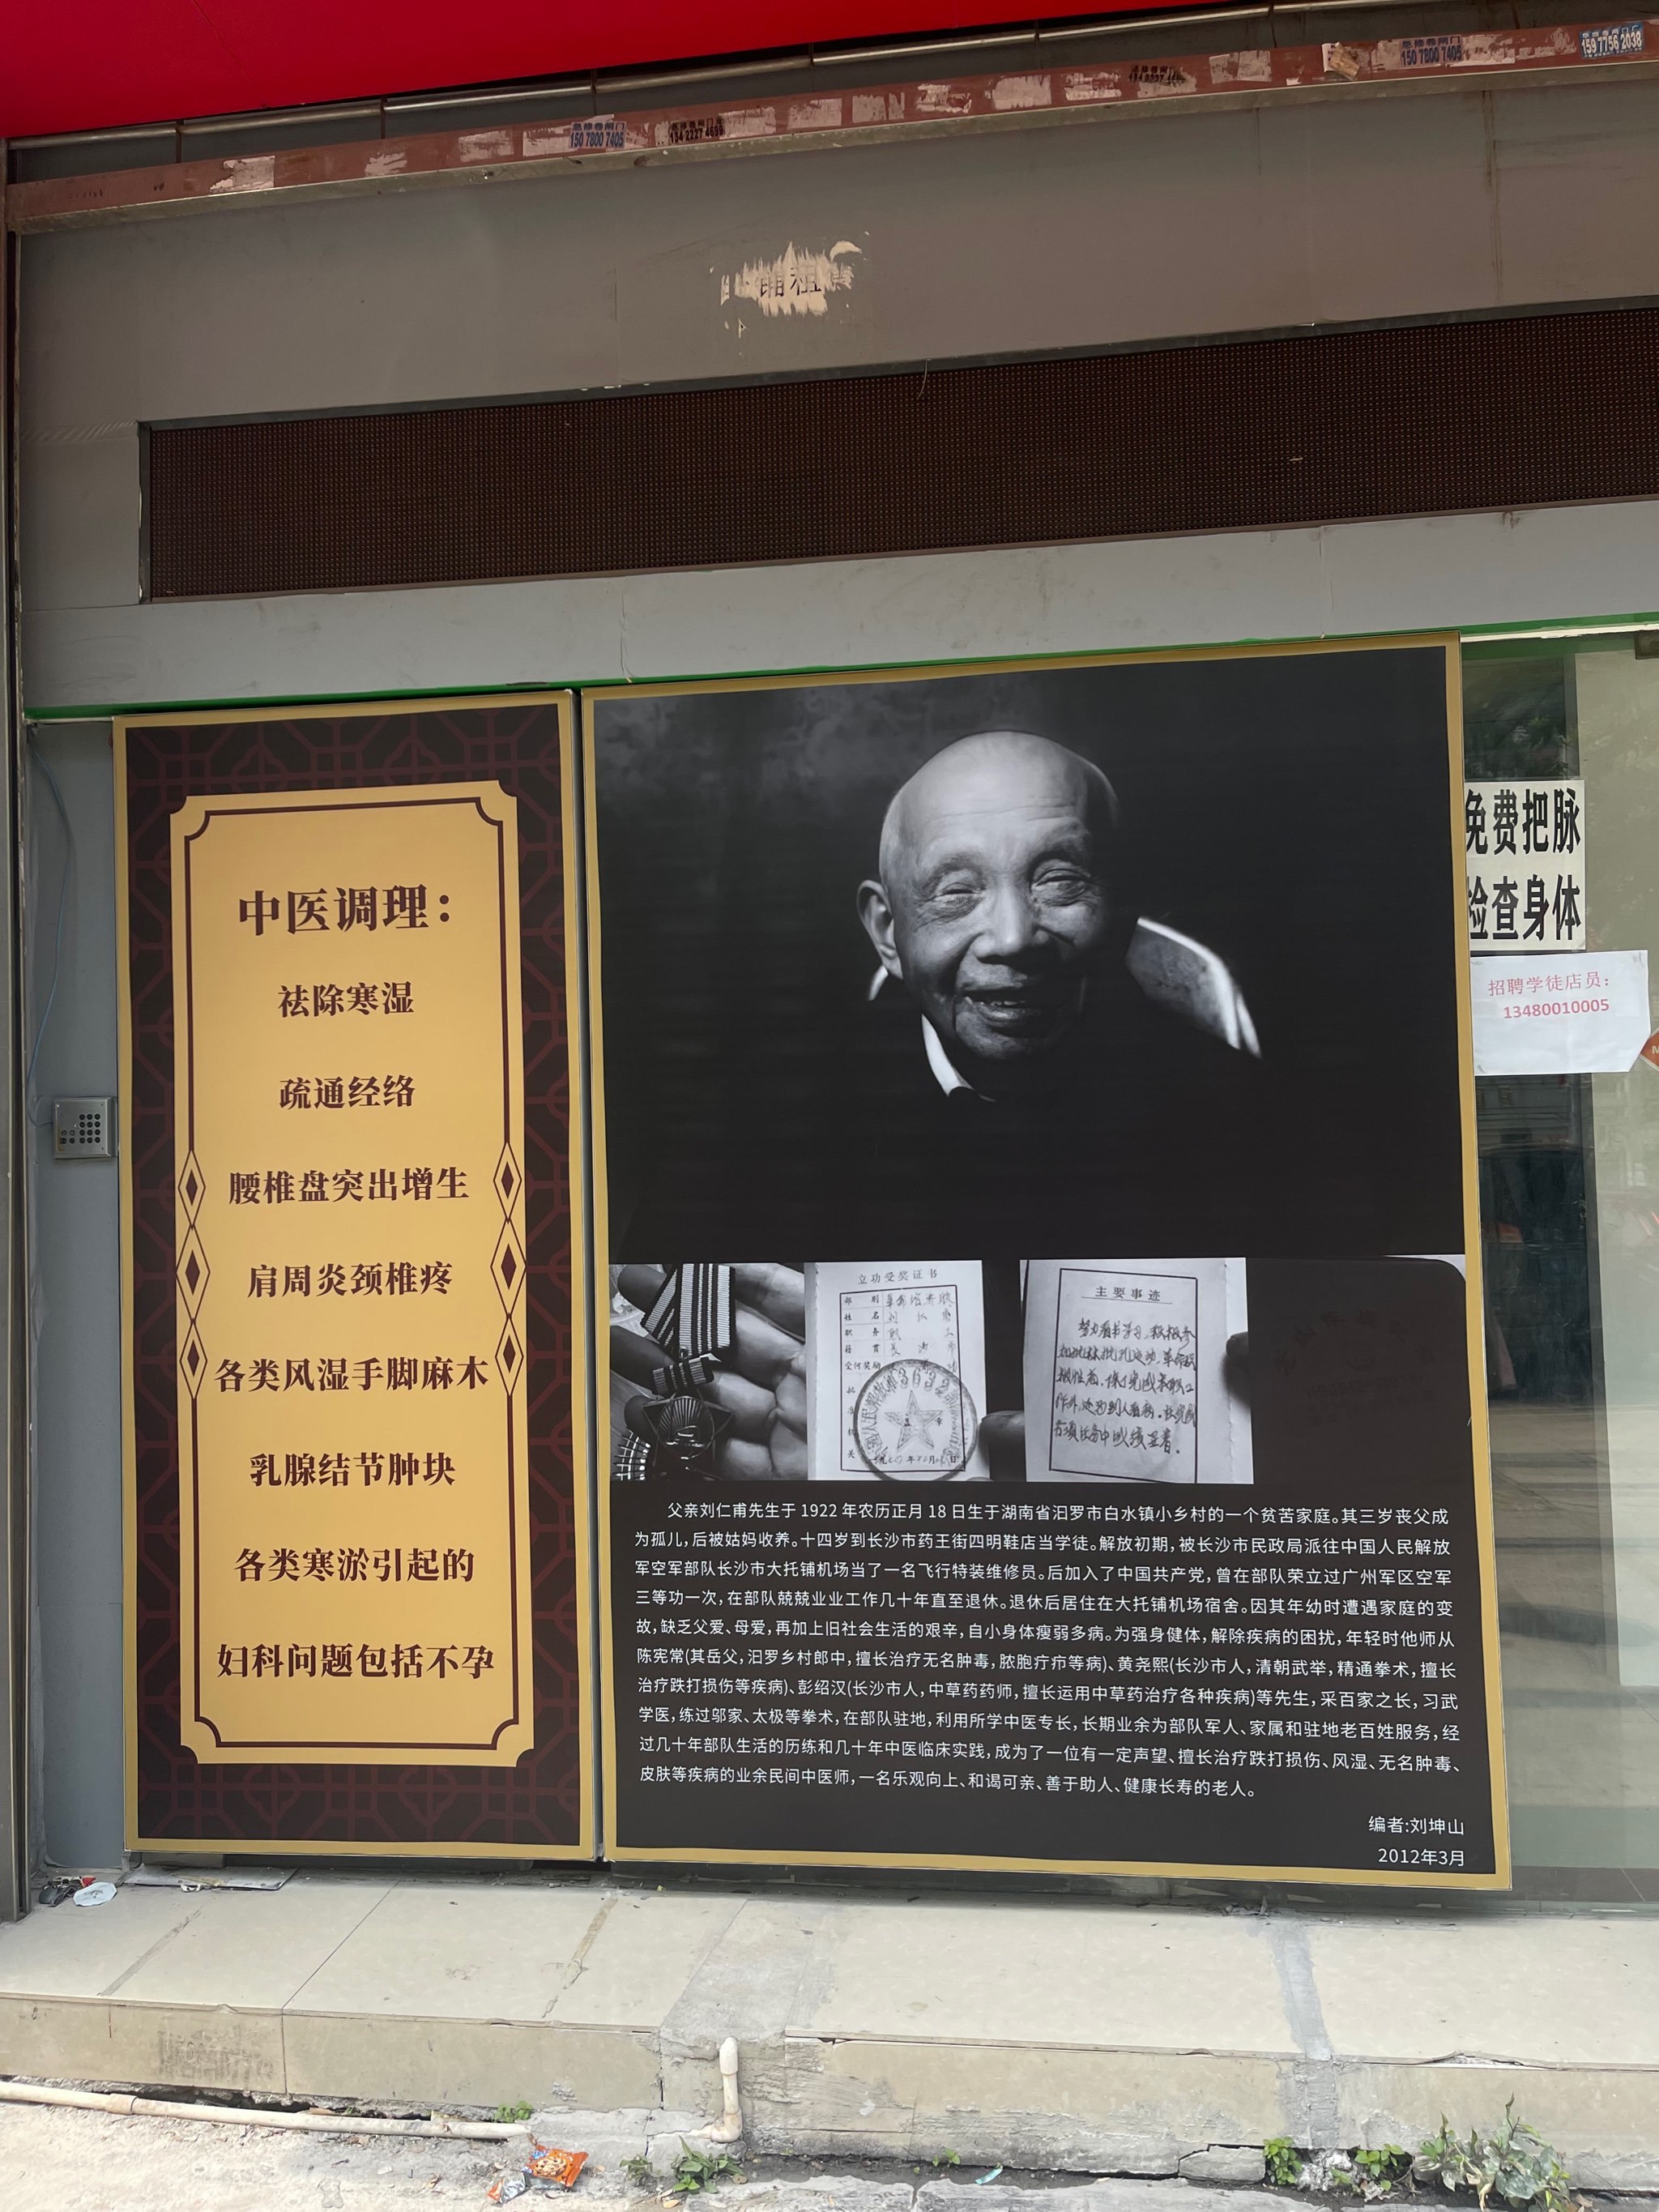 159 7756 2038
150 7800 7405
150 7800 7405
铺租
中医调理：
祛除寒湿
疏通经络
腰椎盘突出增生
肩周炎颈椎疼
各类风湿手脚麻木
乳腺结节肿块
各类寒淤引起的
妇科问题包括不孕
免费把脉
检查身体
招聘学徒店员：
13480010005
立功受奖证书
部别
姓名
职务
籍贯
受何奖励
批准机关
主要事迹
父亲刘仁甫先生于 1922 年农历正月 18 日生于湖南省汨罗市白水镇小乡村的一个贫苦家庭。其三岁丧父成
为孤儿，后被姑妈收养。十四岁到长沙市药王街四明鞋店当学徒。解放初期，被长沙市民政局派往中国人民解放
军空军部队长沙市大托铺机场当了一名飞行特装维修员。后加入了中国共产党，曾在部队荣立过广州军区空军
三等功一次，在部队兢兢业业工作几十年直至退休。退休后居住在大托铺机场宿舍。因其年幼时遭遇家庭的变
故，缺乏父爱、母爱，再加上旧社会生活的艰辛，自小身体瘦弱多病。为强身健体，解除疾病的困扰，年轻时他师从
陈宪常(其岳父，汨罗乡村郎中，擅长治疗无名肿毒，脓胞疔疖等病)、黄尧熙(长沙市人，清朝武举，精通拳术，擅长
治疗跌打损伤等疾病)、彭绍汉(长沙市人，中草药药师，擅长运用中草药治疗各种疾病)等先生，采百家之长，习武
学医，练过邬家、太极等拳术，在部队驻地，利用所学中医专长，长期业余为部队军人、家属和驻地老百姓服务，经
过几十年部队生活的历练和几十年中医临床实践，成为了一位有一定声望、擅长治疗跌打损伤、风湿、无名肿毒、
皮肤等疾病的业余民间中医师，一名乐观向上、和谒可亲、善于助人、健康长寿的老人。
编者:刘坤山
2012年3月